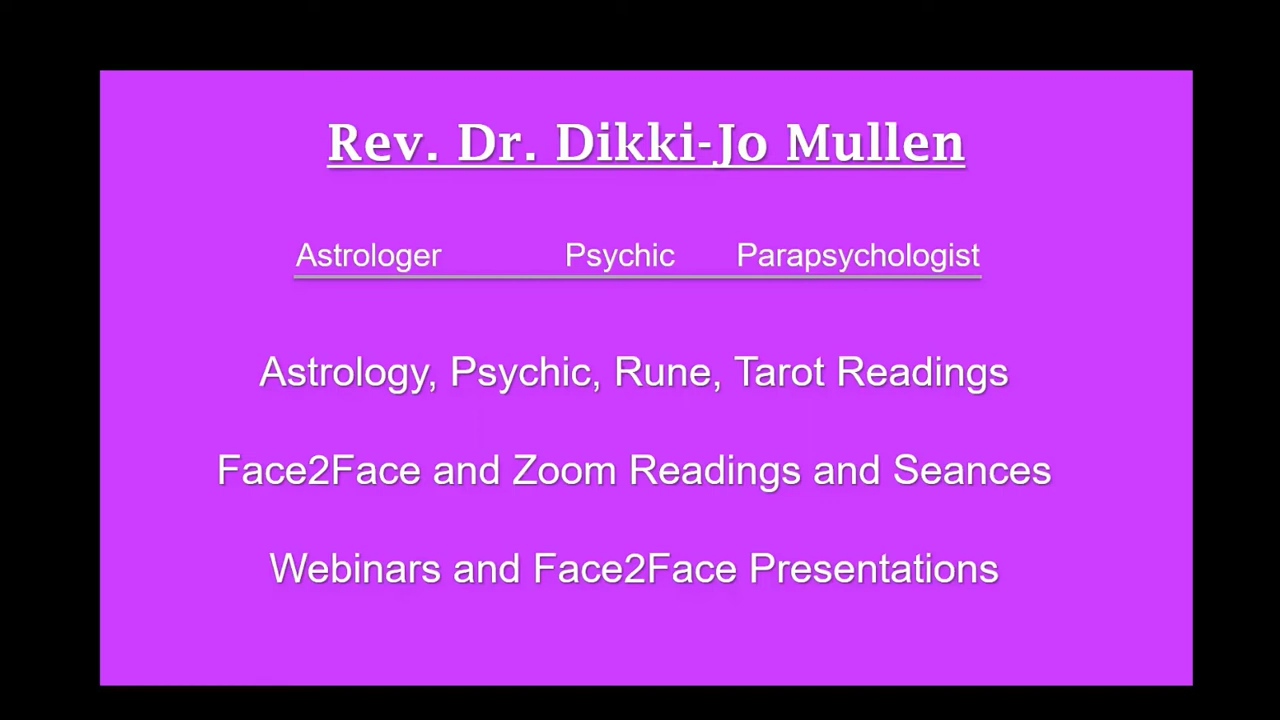 Rev. Dr. Dikki-Jo Mullen
Astrologer Psychic Parapsychologist
Astrology, Psychic, Rune, Tarot Readings
Face2Face and Zoom Readings and Seances
Webinars and Face2Face Presentations